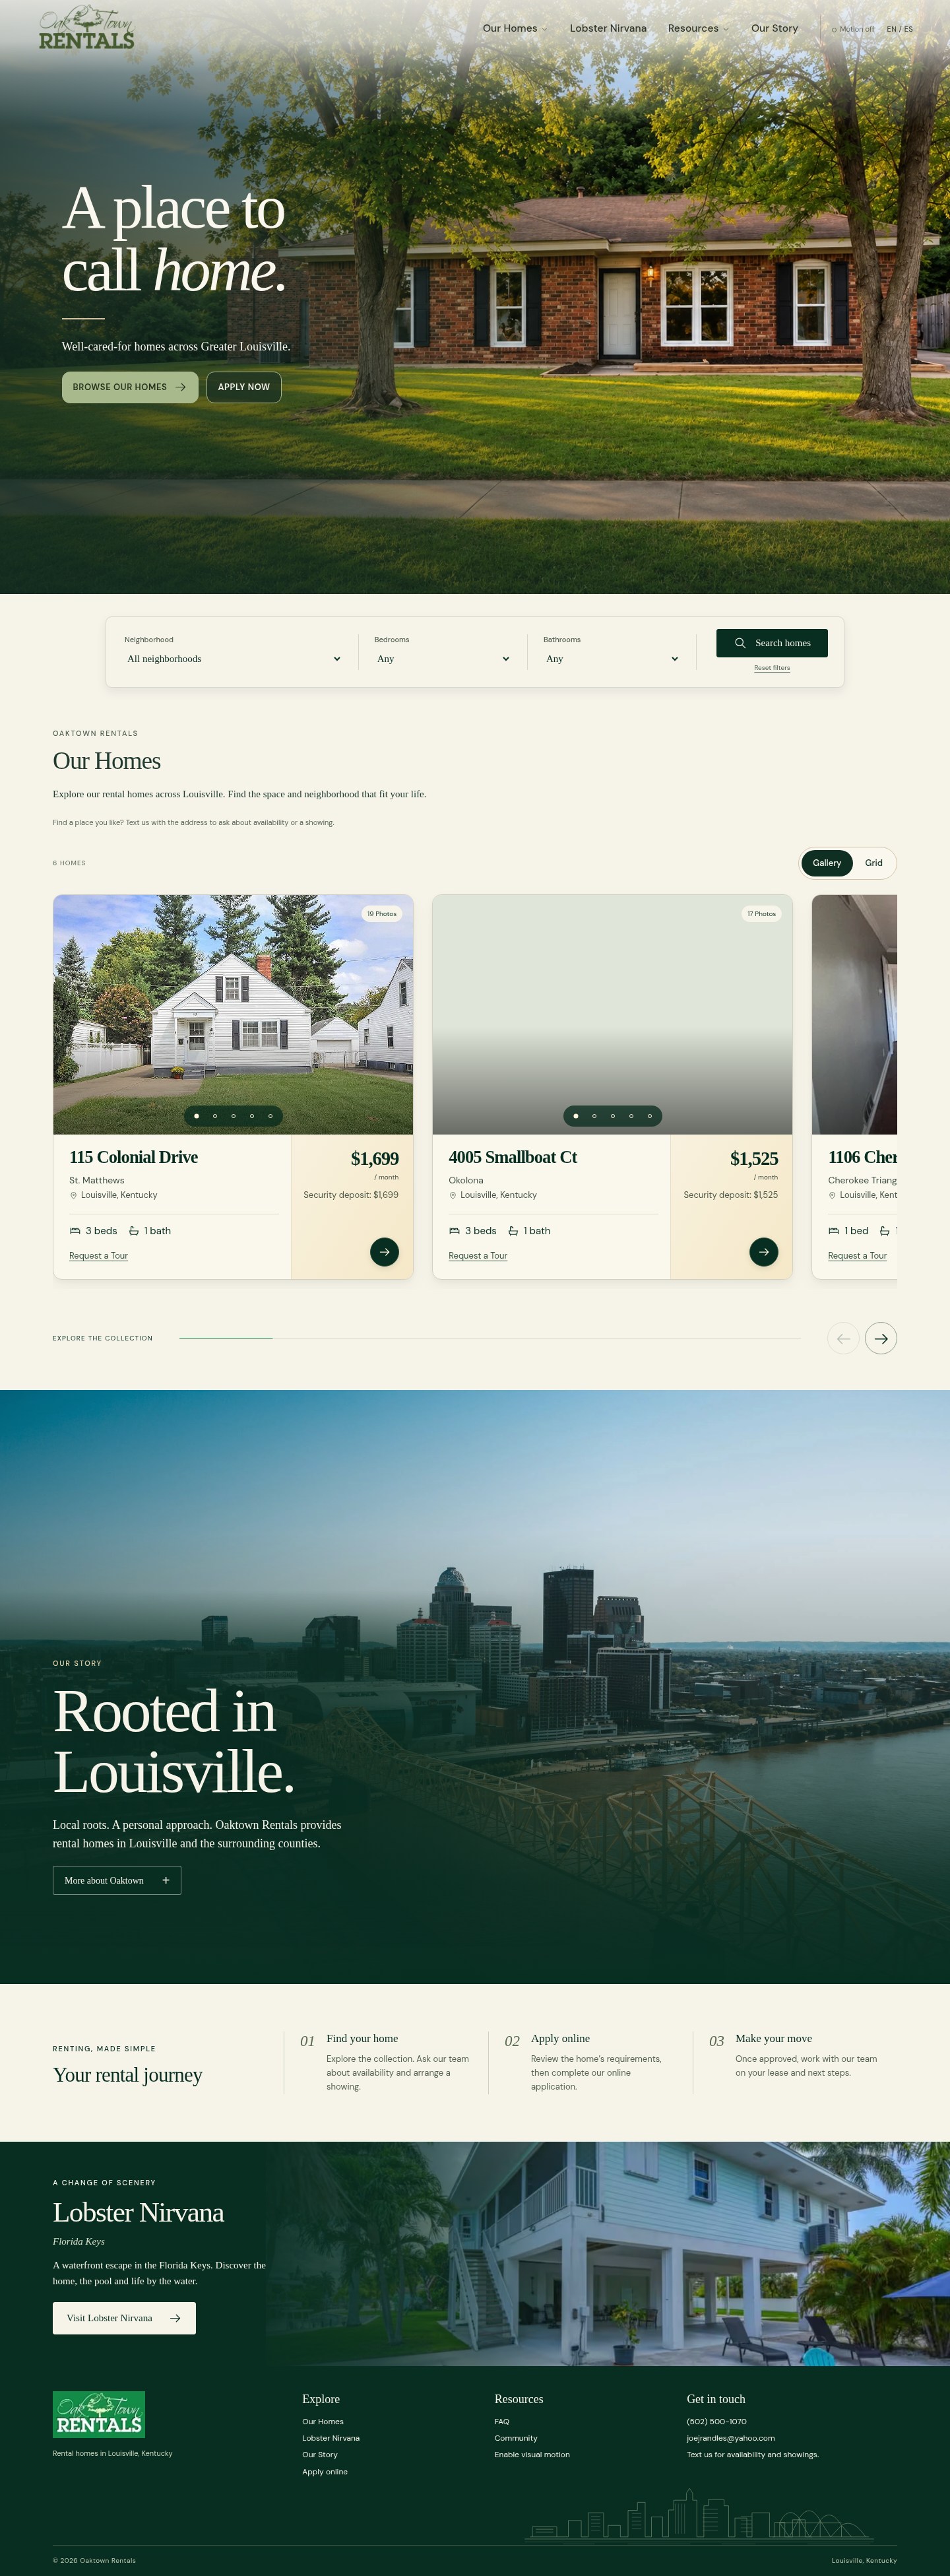 Oak Town
RENTALS
Our Homes
Lobster Nirvana
Resources
Our Story
Motion off
EN / ES
A place to
call home.
Well-cared-for homes across Greater Louisville.
BROWSE OUR HOMES
APPLY NOW
Neighborhood
All neighborhoods
Bedrooms
Any
Bathrooms
Any
Search homes
Reset filters
OAKTOWN RENTALS
Our Homes
Explore our rental homes across Louisville. Find the space and neighborhood that fit your life.
Find a place you like? Text us with the address to ask about availability or a showing.
6 HOMES
Gallery
Grid
19 Photos
115 Colonial Drive
St. Matthews
Louisville, Kentucky
3 beds
1 bath
Request a Tour
$1,699
/ month
Security deposit: $1,699
17 Photos
4005 Smallboat Ct
Okolona
Louisville, Kentucky
3 beds
1 bath
Request a Tour
$1,525
/ month
Security deposit: $1,525
1106 Cher
Cherokee Triang
Louisville, Kent
1 bed
Request a Tour
EXPLORE THE COLLECTION
OUR STORY
Rooted in
Louisville.
Local roots. A personal approach. Oaktown Rentals provides
rental homes in Louisville and the surrounding counties.
More about Oaktown +
RENTING, MADE SIMPLE
Your rental journey
01
Find your home
Explore the collection. Ask our team
about availability and arrange a
showing.
02
Apply online
Review the home's requirements,
then complete our online
application.
03
Make your move
Once approved, work with our team
on your lease and next steps.
A CHANGE OF SCENERY
Lobster Nirvana
Florida Keys
A waterfront escape in the Florida Keys. Discover the
home, the pool and life by the water.
Visit Lobster Nirvana
Oak Town
RENTALS
Rental homes in Louisville, Kentucky
Explore
Our Homes
Lobster Nirvana
Our Story
Apply online
Resources
FAQ
Community
Enable visual motion
Get in touch
(502) 500-1070
joejrandles@yahoo.com
Text us for availability and showings.
© 2026 Oaktown Rentals
Louisville, Kentucky